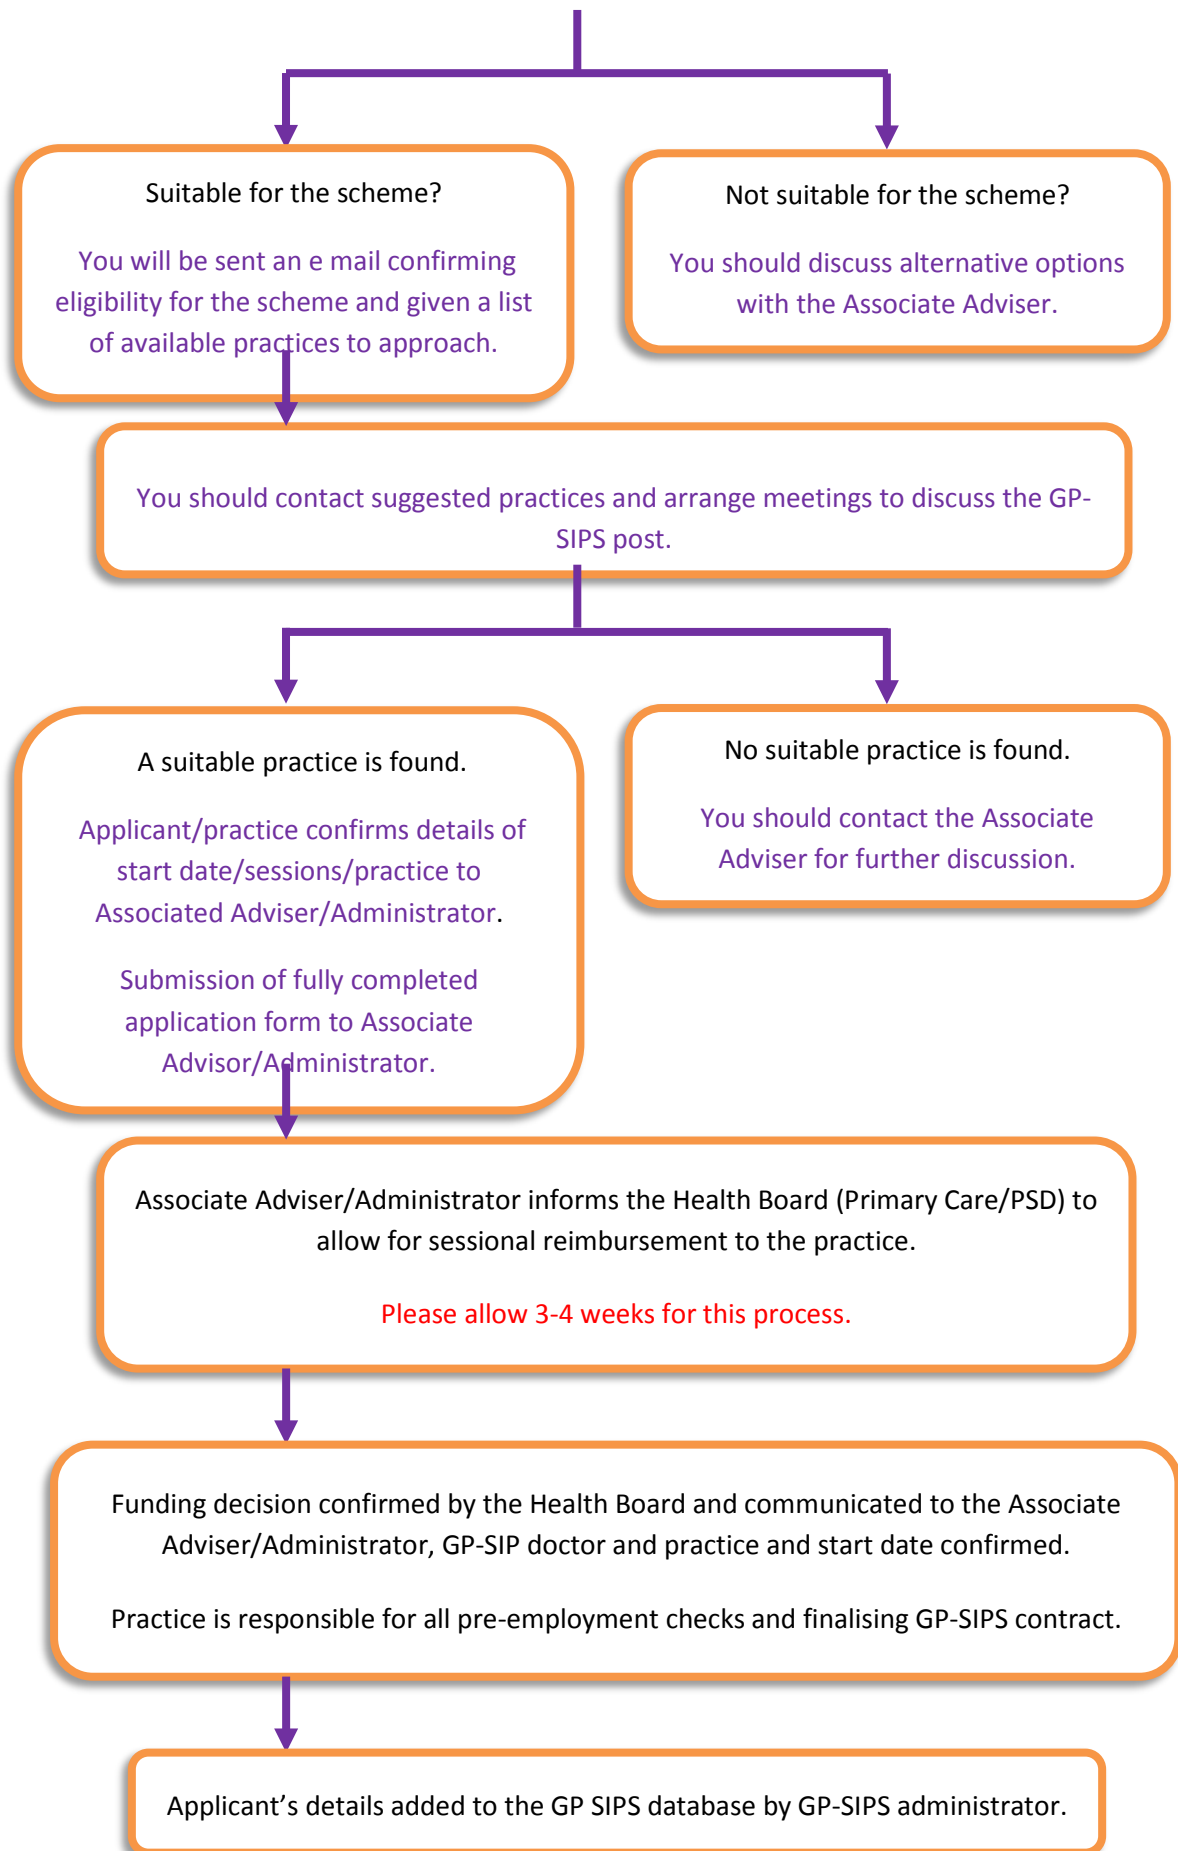 Suitable for the scheme?
You will be sent an e mail confirming
eligibility for the scheme and given a list
of available practices to approach.
Not suitable for the scheme?
You should discuss alternative options
with the Associate Adviser.
You should contact suggested practices and arrange meetings to discuss the GP-
SIPS post.
A suitable practice is found.
Applicant/practice confirms details of
start date/sessions/practice to
Associated Adviser/Administrator.
Submission of fully completed
application form to Associate
Advisor/Administrator.
No suitable practice is found.
You should contact the Associate
Adviser for further discussion.
Associate Adviser/Administrator informs the Health Board (Primary Care/PSD) to
allow for sessional reimbursement to the practice.
Please allow 3-4 weeks for this process.
Funding decision confirmed by the Health Board and communicated to the Associate
Adviser/Administrator, GP-SIP doctor and practice and start date confirmed.
Practice is responsible for all pre-employment checks and finalising GP-SIPS contract.
Applicant’s details added to the GP SIPS database by GP-SIPS administrator.